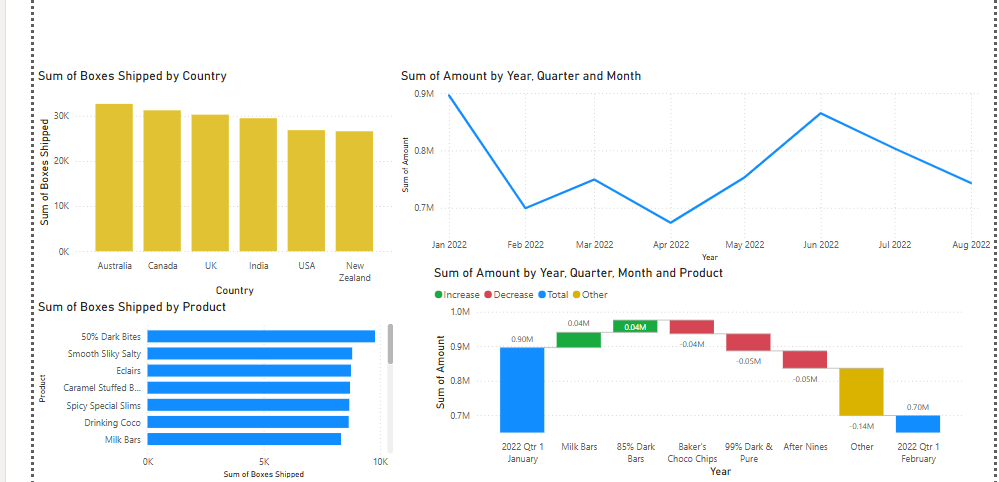 Sum of Boxes Shipped by Country
Sum of Boxes Shipped
30K
20K
10K
0K
Australia
Canada
UK
India
USA
New
Zealand
Country
Sum of Amount by Year, Quarter and Month
Sum of Amount
0.9M
0.8M
0.7M
Jan 2022
Feb 2022
Mar 2022
Apr 2022
May 2022
Jun 2022
Jul 2022
Aug 2022
Year
Sum of Boxes Shipped by Product
Product
50% Dark Bites
Smooth Sliky Salty
Eclairs
Caramel Stuffed B...
Spicy Special Slims
Drinking Coco
Milk Bars
0K
5K
10K
Sum of Boxes Shipped
Sum of Amount by Year, Quarter, Month and Product
Increase Decrease Total Other
Sum of Amount
1.0M
0.9M
0.8M
0.7M
0.90M
0.04M
0.04M
-0.04M
-0.05M
-0.05M
-0.14M
0.70M
2022 Qtr 1
January
Milk Bars
85% Dark
Bars
Baker's
Choco Chips
99% Dark &
Pure
After Nines
Other
2022 Qtr 1
February
Year